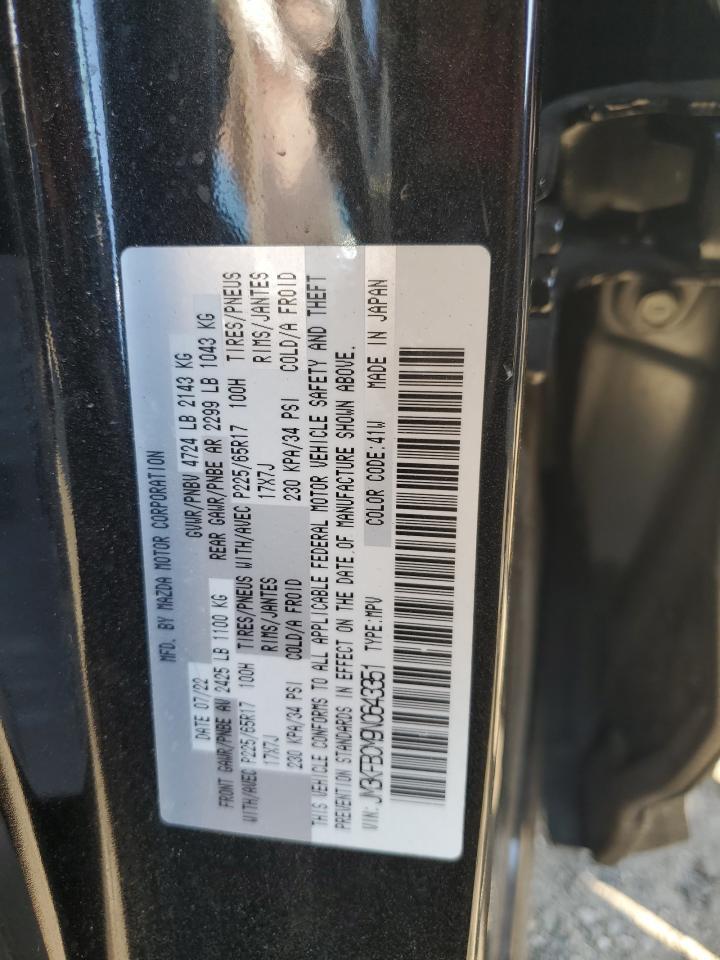 MFD. BY MAZDA MOTOR CORPORATION
DATE 07/22 GVWR/PNBV 4724 LB 2143 KG
FRONT GAWR/PNBE AV 2425 LB 1100 KG REAR GAWR/PNBE AR 2299 LB 1043 KG
WITH/AVEC P225/65R17 100H TIRES/PNEUS WITH/AVEC P225/65R17 100H TIRES/PNEUS
17X7J RIMS/JANTES 17X7J RIMS/JANTES
230 KPA/34 PSI COLD/A FROID 230 KPA/34 PSI COLD/A FROID
THIS VEHICLE CONFORMS TO ALL APPLICABLE FEDERAL MOTOR VEHICLE SAFETY AND THEFT
PREVENTION STANDARDS IN EFFECT ON THE DATE OF MANUFACTURE SHOWN ABOVE.
VIN: JM3KFBCM9N0643351 TYPE:MPV COLOR CODE:41W MADE IN JAPAN